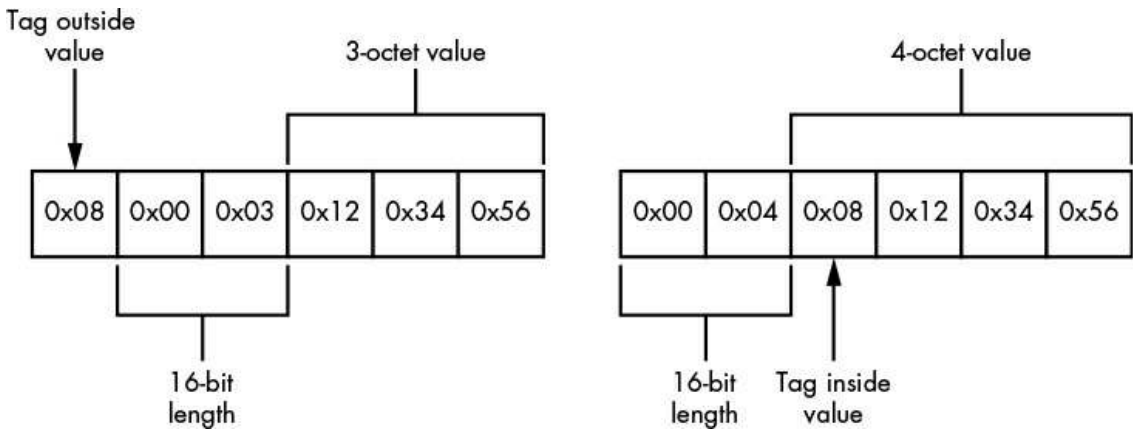 Tag outside
value
3-octet value
4-octet value
0x08 0x00 0x03 0x12 0x34 0x56
0x00 0x04 0x08 0x12 0x34 0x56
16-bit
length
16-bit
length
Tag inside
value